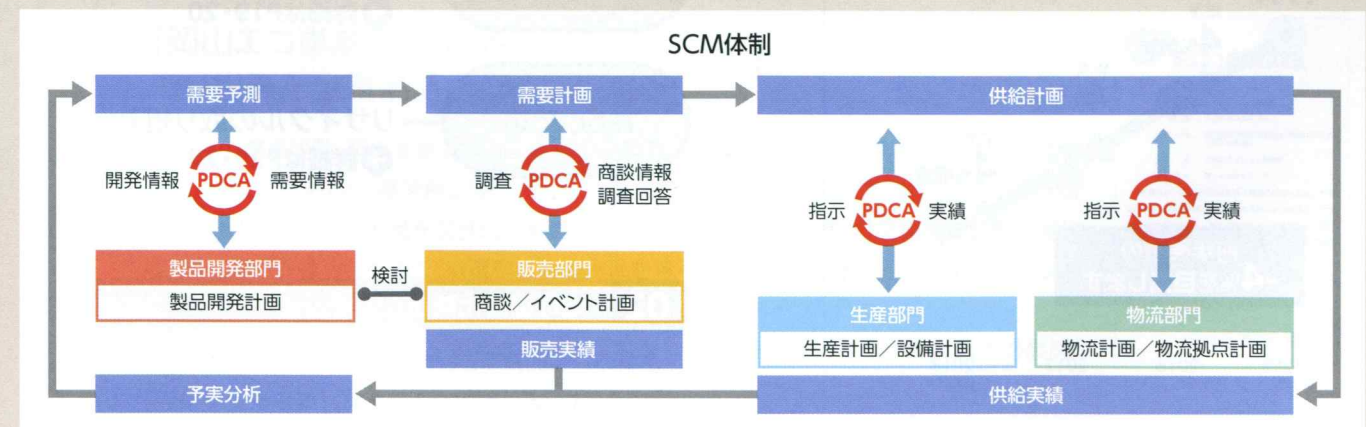 SCM体制
需要予測
需要計画
供給計画
開発情報
PDCA
需要情報
調査
PDCA
商談情報
調査回答
指示
PDCA
実績
指示
PDCA
実績
製品開発部門
製品開発計画
検討
販売部門
商談／イベント計画
販売実績
生産部門
生産計画／設備計画
物流部門
物流計画／物流拠点計画
予実分析
供給実績